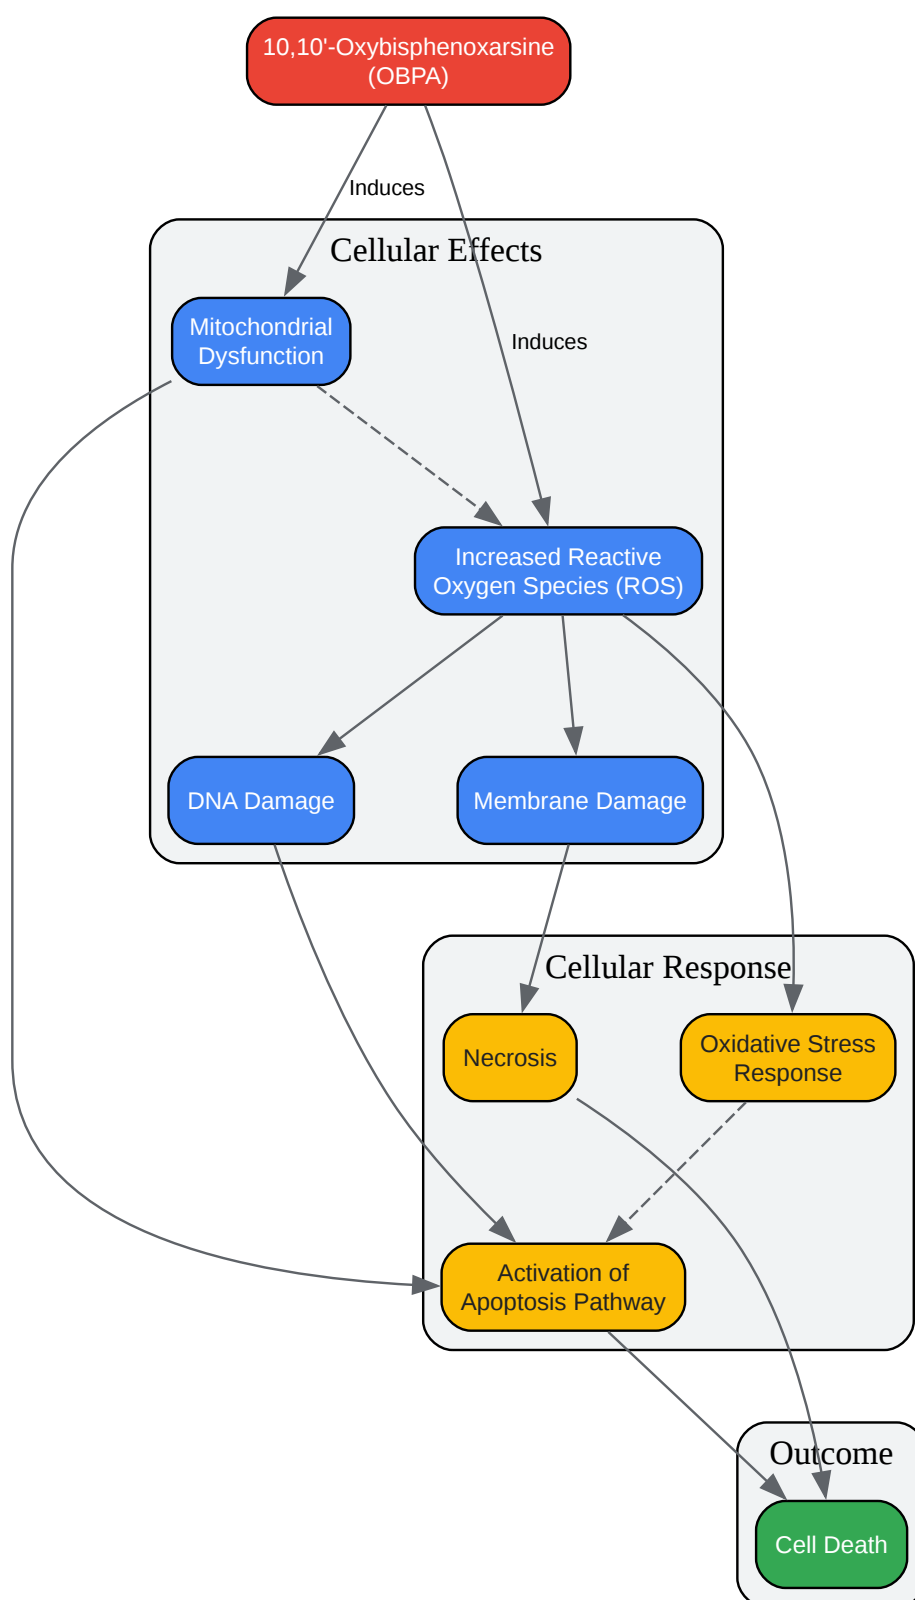 10,10'-Oxybisphenoxarsine
(OBPA)
Induces
Cellular Effects
Mitochondrial
Dysfunction
Induces
Increased Reactive
Oxygen Species (ROS)
DNA Damage
Membrane Damage
Cellular Response
Necrosis
Oxidative Stress
Response
Activation of
Apoptosis Pathway
Outcome
Cell Death